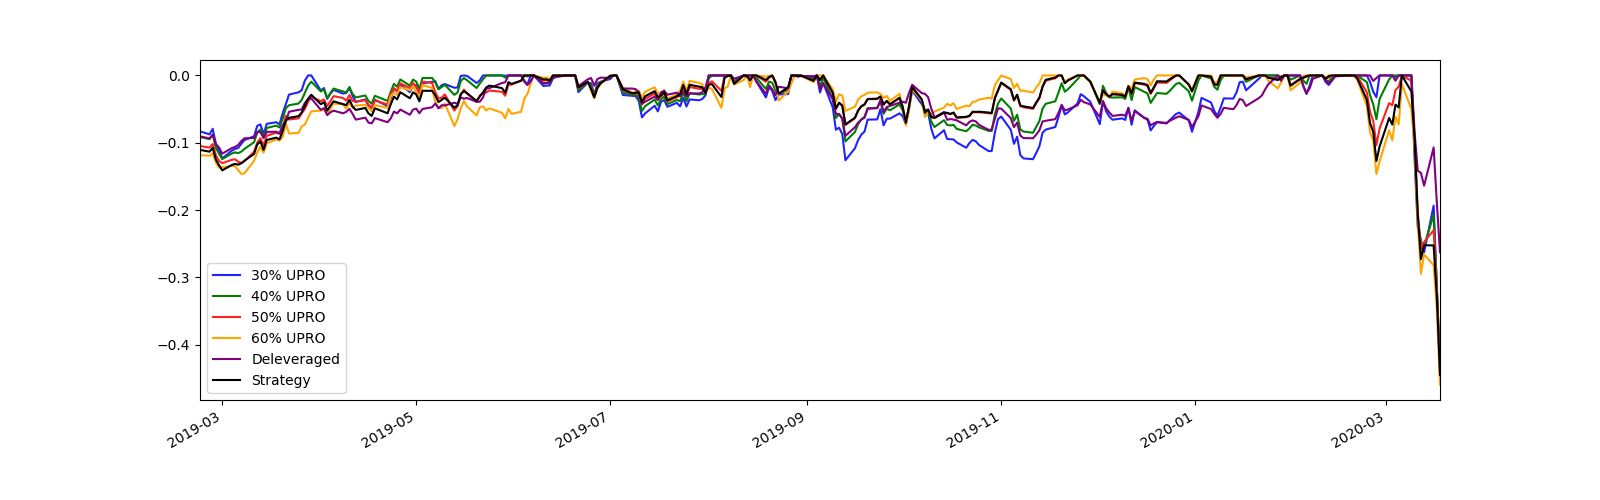 0.0
−0.1
−0.2
−0.3
−0.4
30% UPRO
40% UPRO
50% UPRO
60% UPRO
Deleveraged
Strategy
2019-03
2019-05
2019-07
2019-09
2019-11
2020-01
2020-03